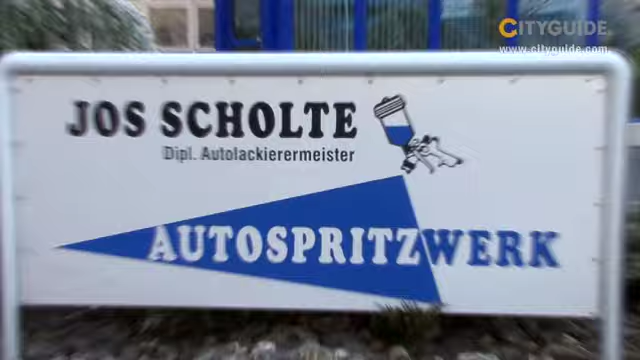 CITYGUIDE
www.cityguide.com
JOS SCHOLTE
Dipl. Autolackierermeister
AUTOSPRITZWERK